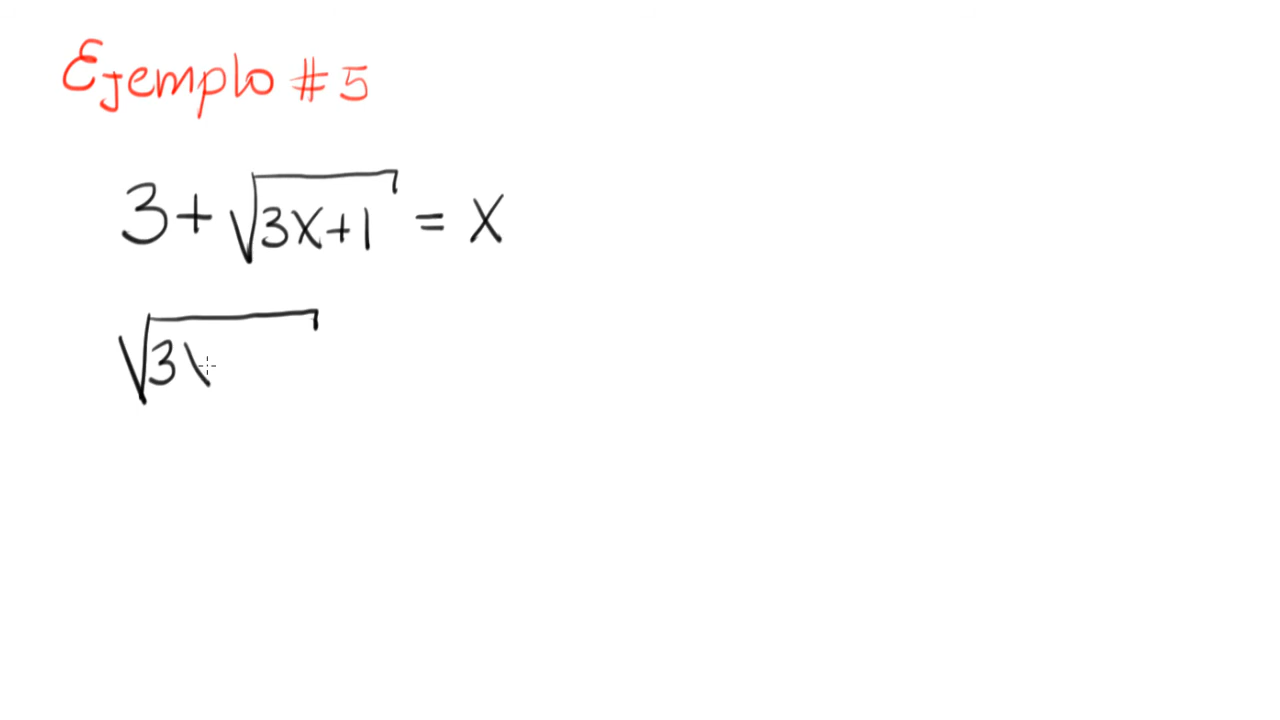 Ejemplo # 5
3 + √3x+1 = x
√3\